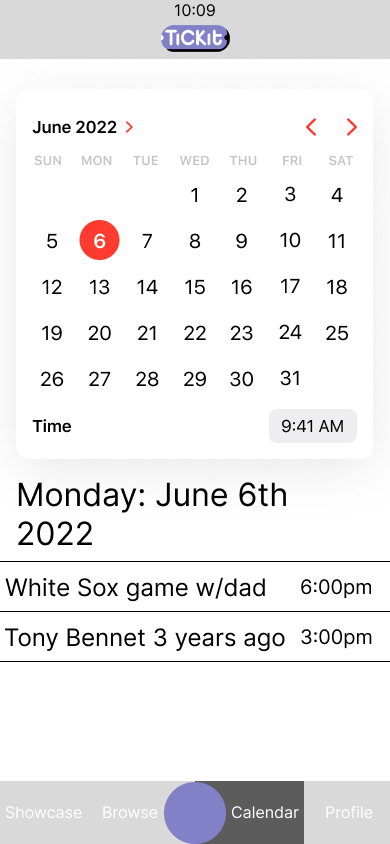 10:09
TiCKit
June 2022
SUN MON TUE WED THU FRI SAT
1 2 3 4
5 6 7 8 9 10 11
12 13 14 15 16 17 18
19 20 21 22 23 24 25
26 27 28 29 30 31
Time 9:41 AM
Monday: June 6th
2022
White Sox game w/dad 6:00pm
Tony Bennet 3 years ago 3:00pm
Showcase Browse Calendar Profile